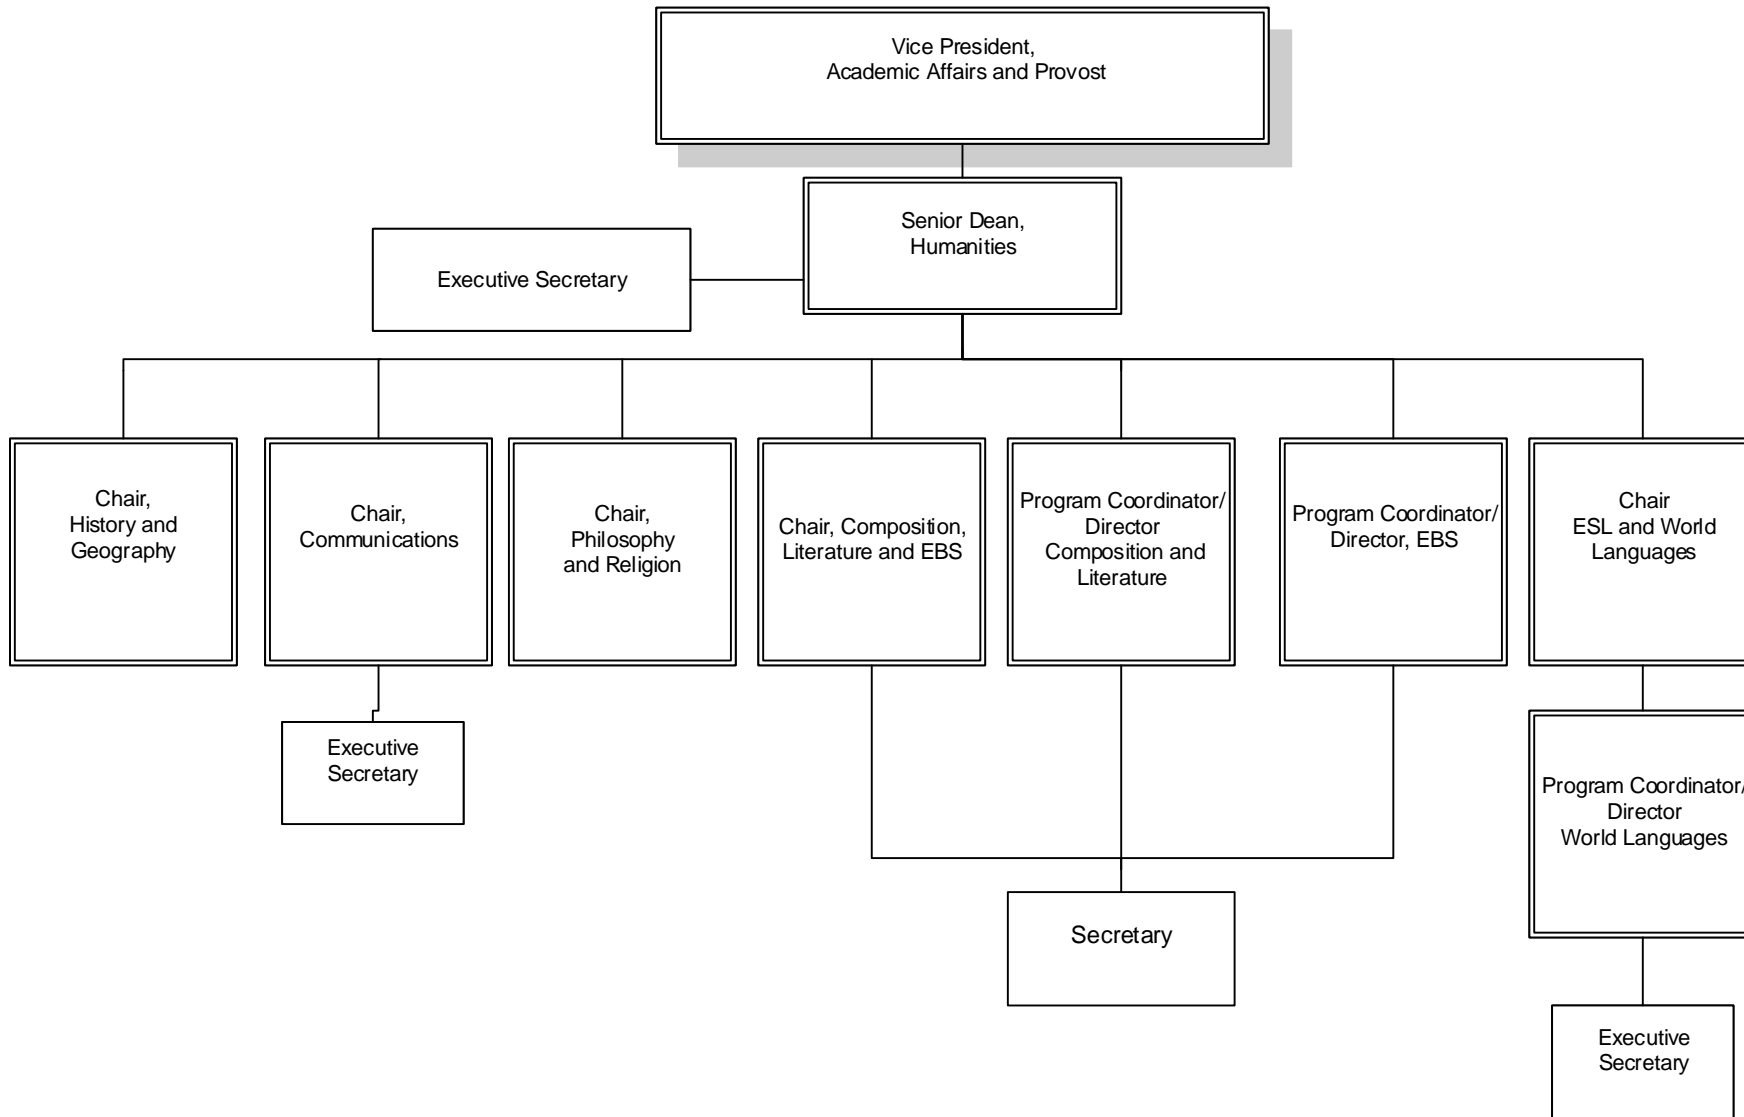 Vice President,
Academic Affairs and Provost
Senior Dean,
Humanities
Executive Secretary
Chair,
History and
Geography
Chair,
Communications
Chair,
Philosophy
and Religion
Chair, Composition,
Literature and EBS
Program Coordinator/
Director
Composition and
Literature
Program Coordinator/
Director, EBS
Chair
ESL and World
Languages
Executive
Secretary
Program Coordinator/
Director
World Languages
Secretary
Executive
Secretary